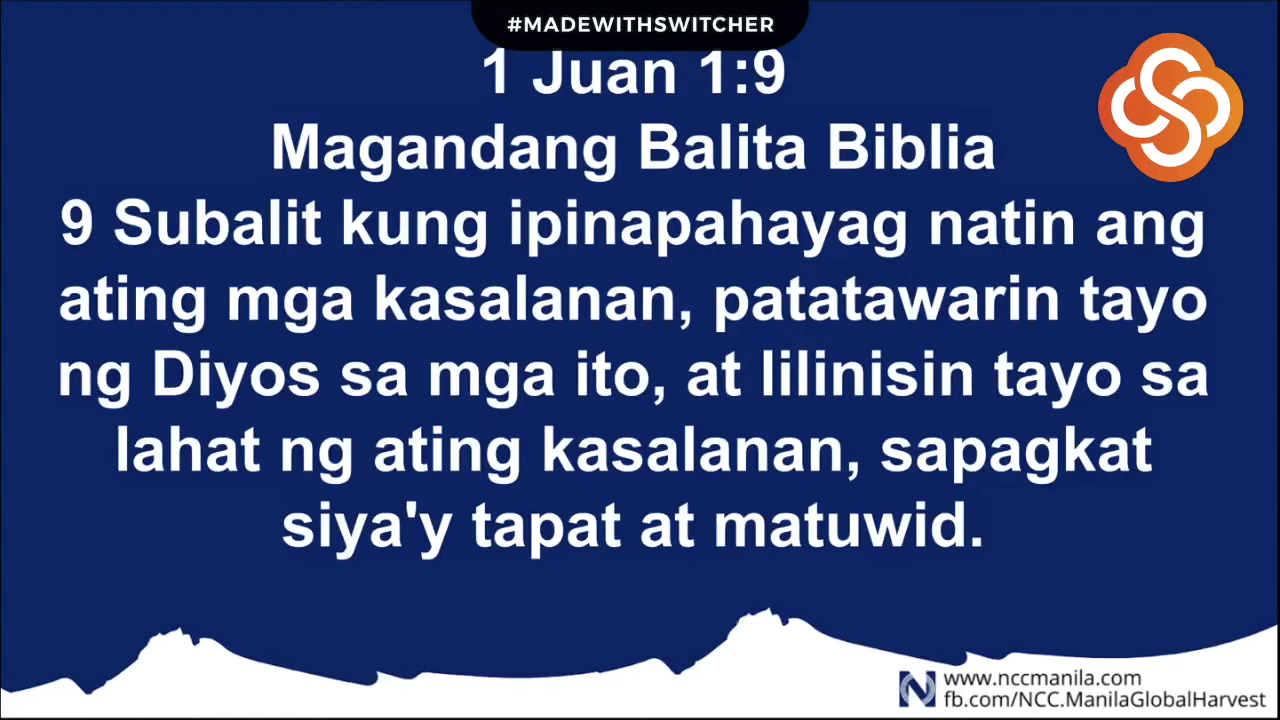 #MADEWITHSWITCHER
1 Juan 1:9
Magandang Balita Biblia
9 Subalit kung ipinapahayag natin ang
ating mga kasalanan, patatawarin tayo
ng Diyos sa mga ito, at lilinisin tayo sa
lahat ng ating kasalanan, sapagkat
siya'y tapat at matuwid.
www.nccmanila.com
fb.com/NCC.ManilaGlobalHarvest